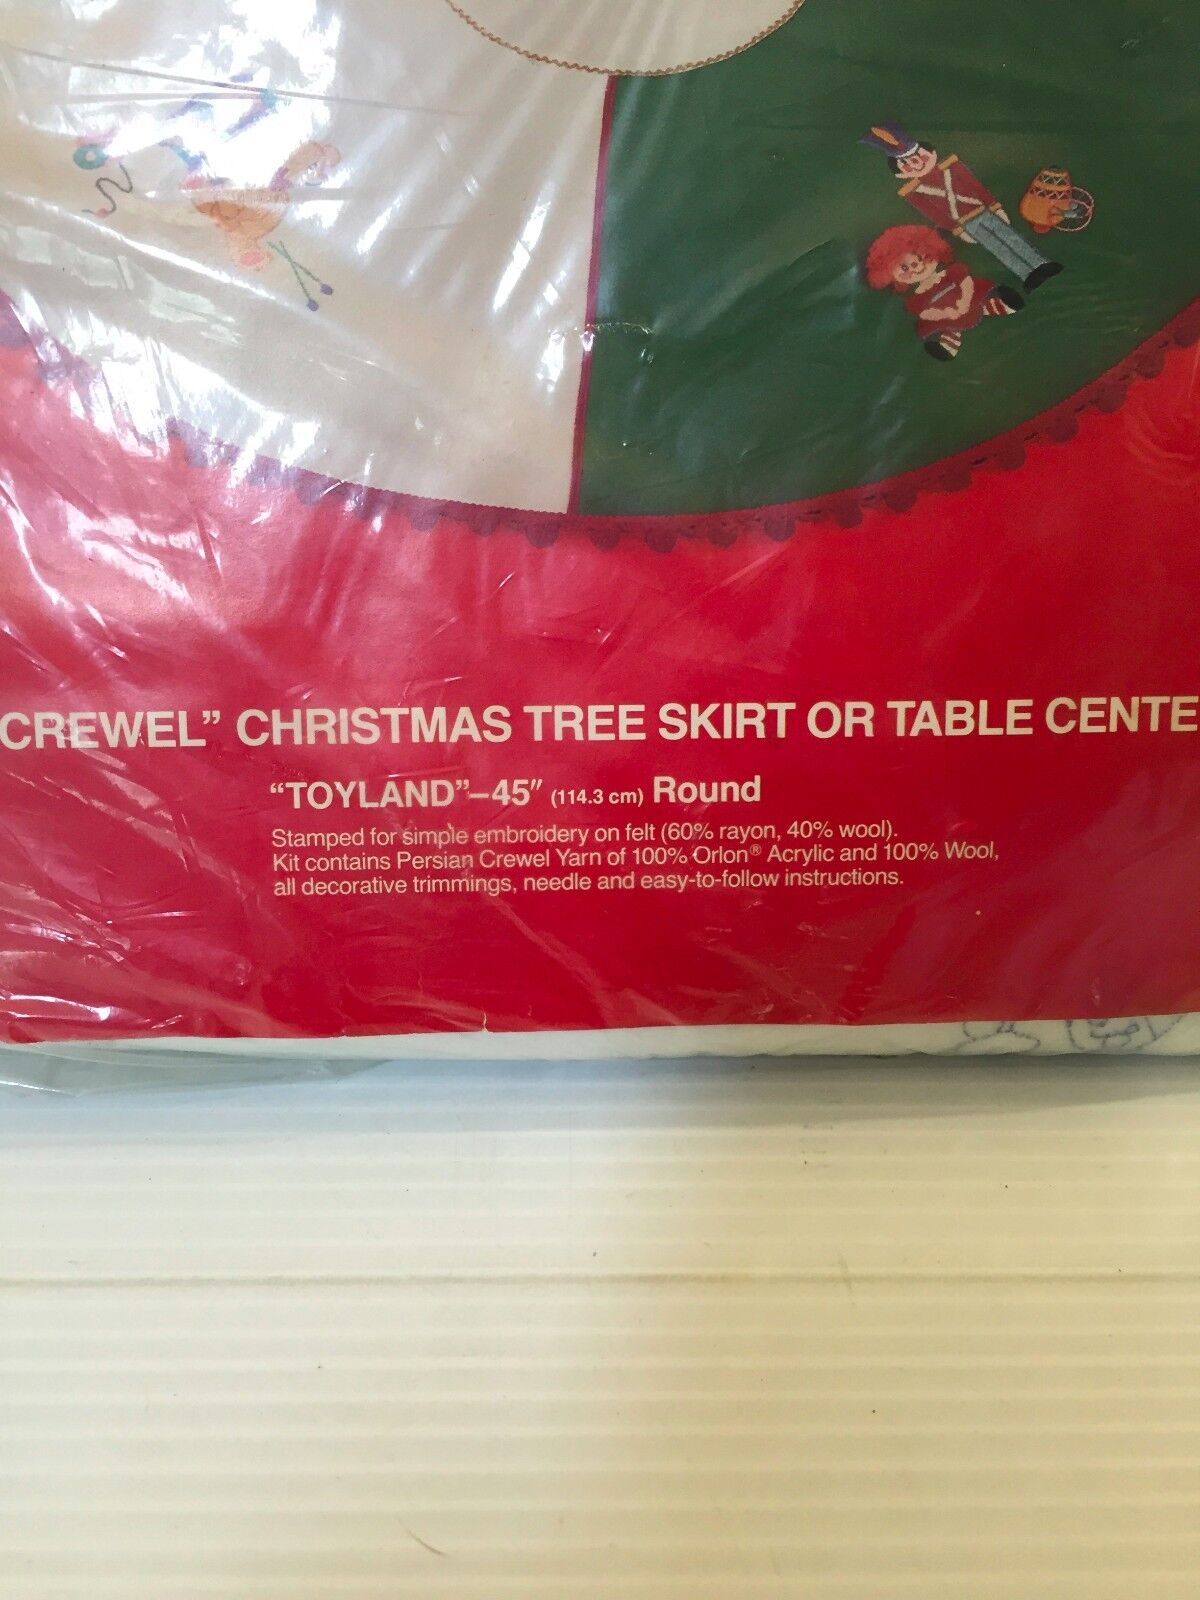 CREWEL” CHRISTMAS TREE SKIRT OR TABLE CENTE
“TOYLAND”–45″ (114.3 cm) Round
Stamped for simple embroidery on felt (60% rayon, 40% wool).
Kit contains Persian Crewel Yarn of 100% Orlon® Acrylic and 100% Wool,
all decorative trimmings, needle and easy-to-follow instructions.